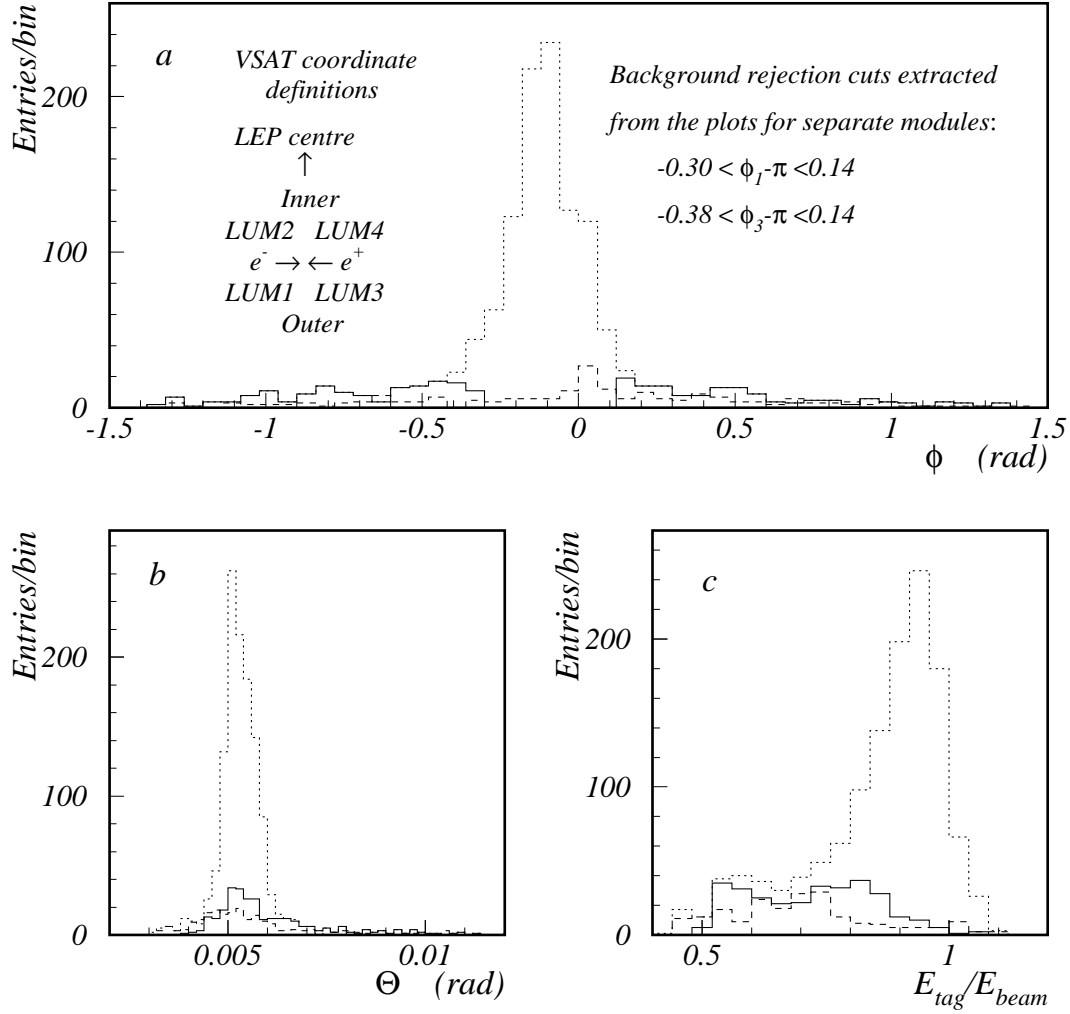 Entries/bin
200
100
0
a
VSAT coordinate
definitions
LEP centre
↑
Inner
LUM2 LUM4
e⁻ →← e⁺
LUM1 LUM3
Outer
Background rejection cuts extracted
from the plots for separate modules:
-0.30 < ϕ₁-π <0.14
-0.38 < ϕ₃-π <0.14
-1.5 -1 -0.5 0 0.5 1 1.5
ϕ (rad)
Entries/bin
200
100
0
b
0.005 0.01
Θ (rad)
Entries/bin
200
100
0
c
0.5 1
E_tag/E_beam